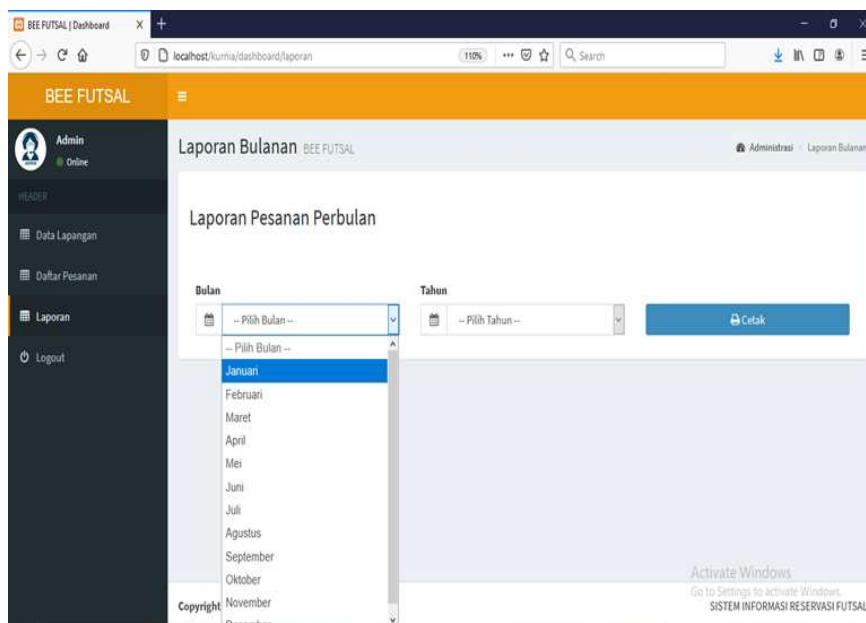 BEE FUTSAL | Dashboard
localhost/kurnia/dashboard/laporan
110%
Search
BEE FUTSAL
Admin
Online
HEADER
Data Lapangan
Daftar Pesanan
Laporan
Logout
Laporan Bulanan BEE FUTSAL
Administrasi > Laporan Bulanan
Laporan Pesanan Perbulan
Bulan
Tahun
-- Pilih Bulan --
-- Pilih Tahun --
Cetak
-- Pilih Bulan --
Januari
Februari
Maret
April
Mei
Juni
Juli
Agustus
September
Oktober
November
Desember
Activate Windows
Go to Settings to activate Windows.
Copyright
SISTEM INFORMASI RESERVASI FUTSAL